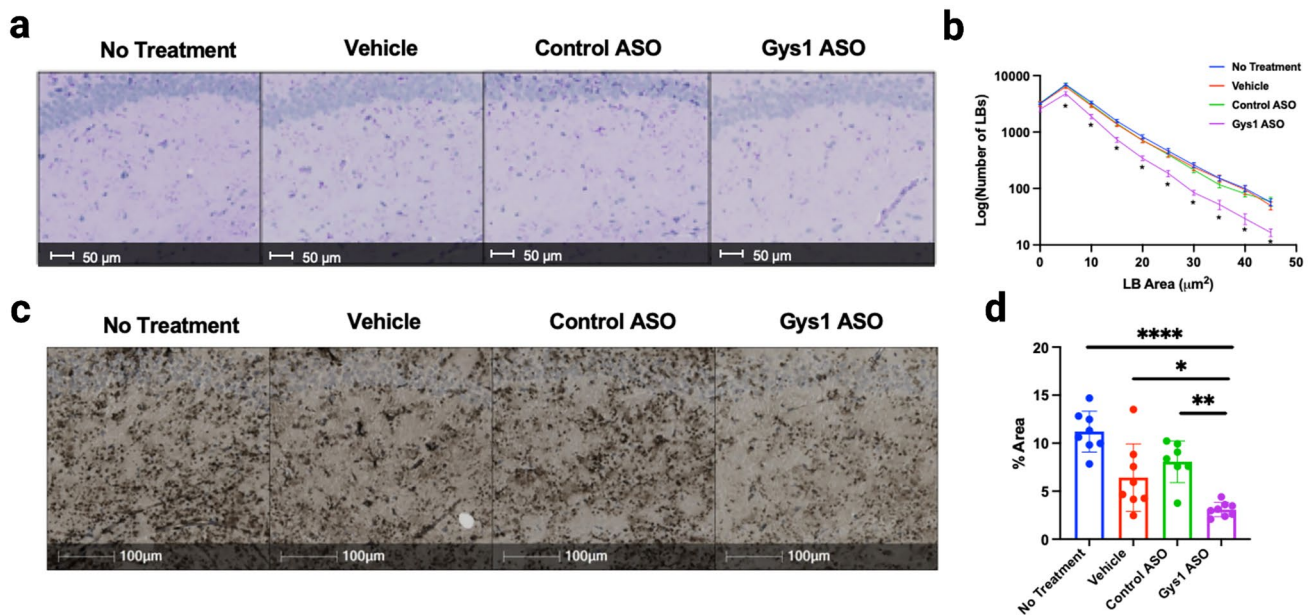 a
No Treatment Vehicle Control ASO Gys1 ASO
50 µm 50 µm 50 µm 50 µm
b
Log(Number of LBs)
10000
1000
100
10
0 10 20 30 40 50
LB Area (µm²)
No Treatment
Vehicle
Control ASO
Gys1 ASO
* * * * * * * * *
c
No Treatment Vehicle Control ASO Gys1 ASO
100µm 100µm 100µm 100µm
d
% Area
20
15
10
5
0
****
*
**
No Treatment Vehicle Control ASO Gys1 ASO